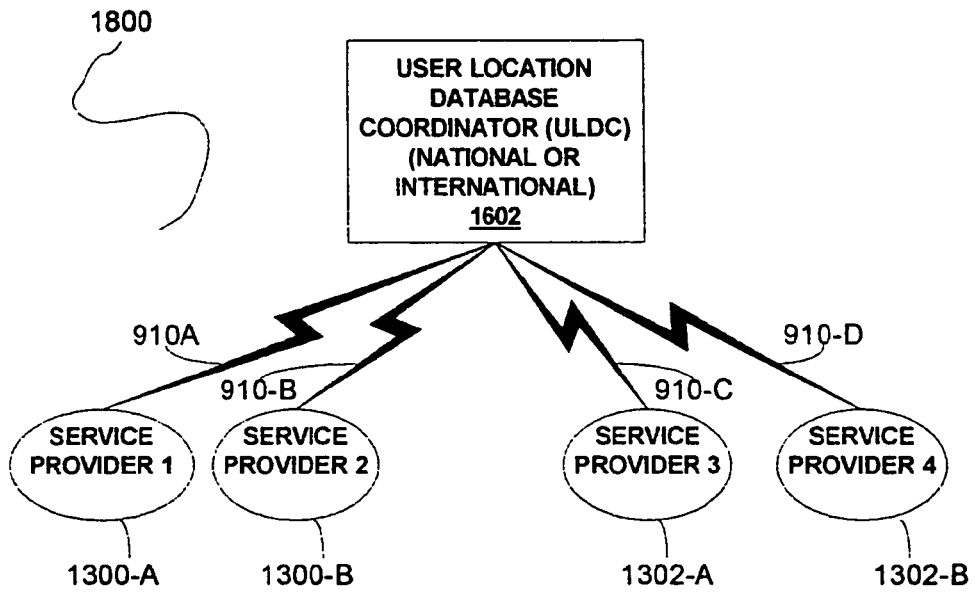 1800
USER LOCATION
DATABASE
COORDINATOR (ULDC)
(NATIONAL OR
INTERNATIONAL)
1602
910A
910-B
910-C
910-D
SERVICE
PROVIDER 1
SERVICE
PROVIDER 2
SERVICE
PROVIDER 3
SERVICE
PROVIDER 4
1300-A
1300-B
1302-A
1302-B